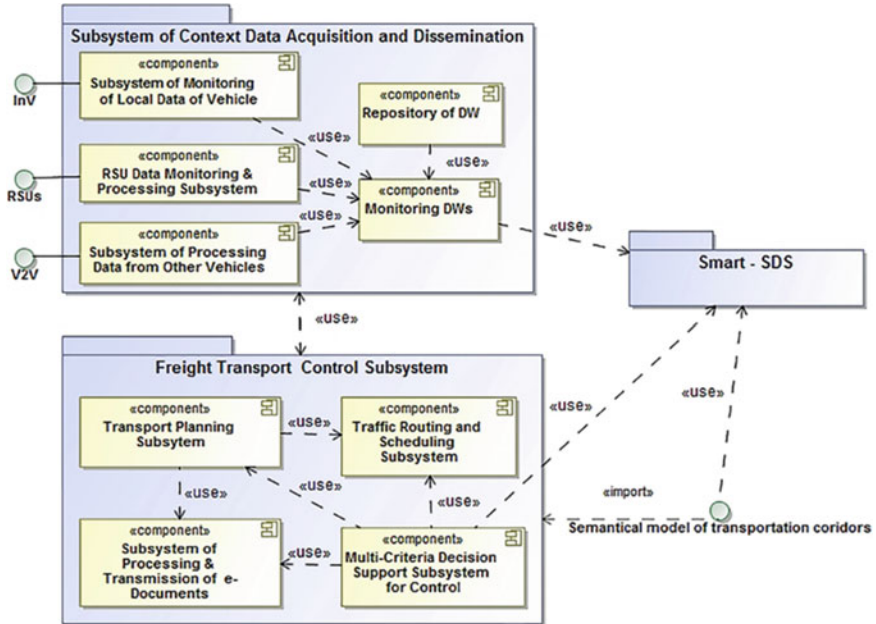 Subsystem of Context Data Acquisition and Dissemination
«component»
Subsystem of Monitoring
of Local Data of Vehicle
InV
«component»
Repository of DW
«use»
«use»
«component»
RSU Data Monitoring &
Processing Subsystem
RSUs
«use»
«component»
Monitoring DWs
«use»
«component»
Subsystem of Processing
Data from Other Vehicles
V2V
«use»
Smart - SDS
«use»
Freight Transport Control Subsystem
«component»
Transport Planning
Subsytem
«use»
«component»
Traffic Routing and
Scheduling
Subsystem
«use»
«use»
«use»
«use»
«use»
«import»
Semantical model of transportation coridors
«component»
Subsystem of
Processing &
Transmission of e-
Documents
«use»
«component»
Multi-Criteria Decision
Support Subsystem
for Control